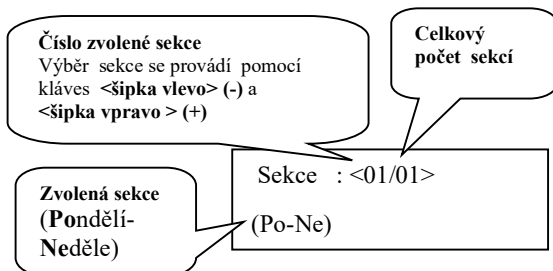 Číslo zvolené sekce
Výběr sekce se provádí pomocí
kláves <šipka vlevo> (-) a
<šipka vpravo > (+)
Celkový
počet sekcí
Zvolená sekce
(Pondělí-
Neděle)
Sekce : <01/01>
(Po-Ne)